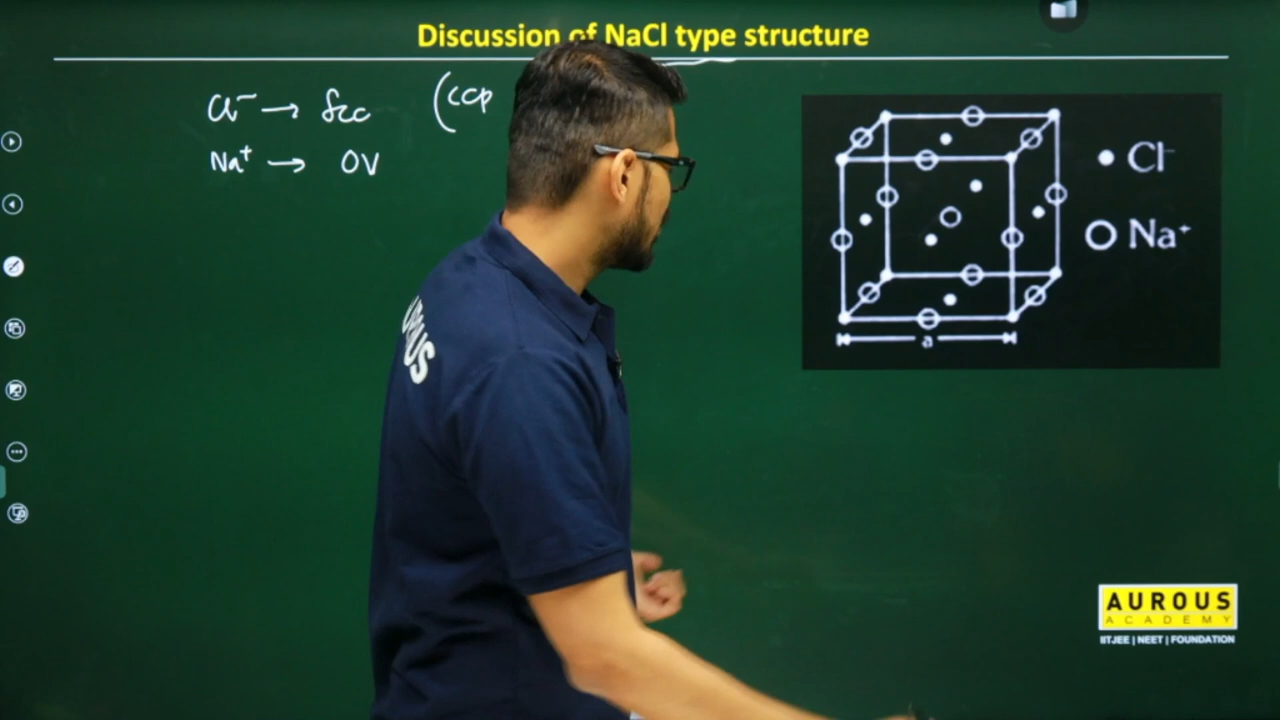 Discussion of NaCl type structure
Cl⁻ → fcc (ccp
Na⁺ → OV
Cl⁻
Na⁺
a
AUROUS
ACADEMY
IITJEE | NEET | FOUNDATION